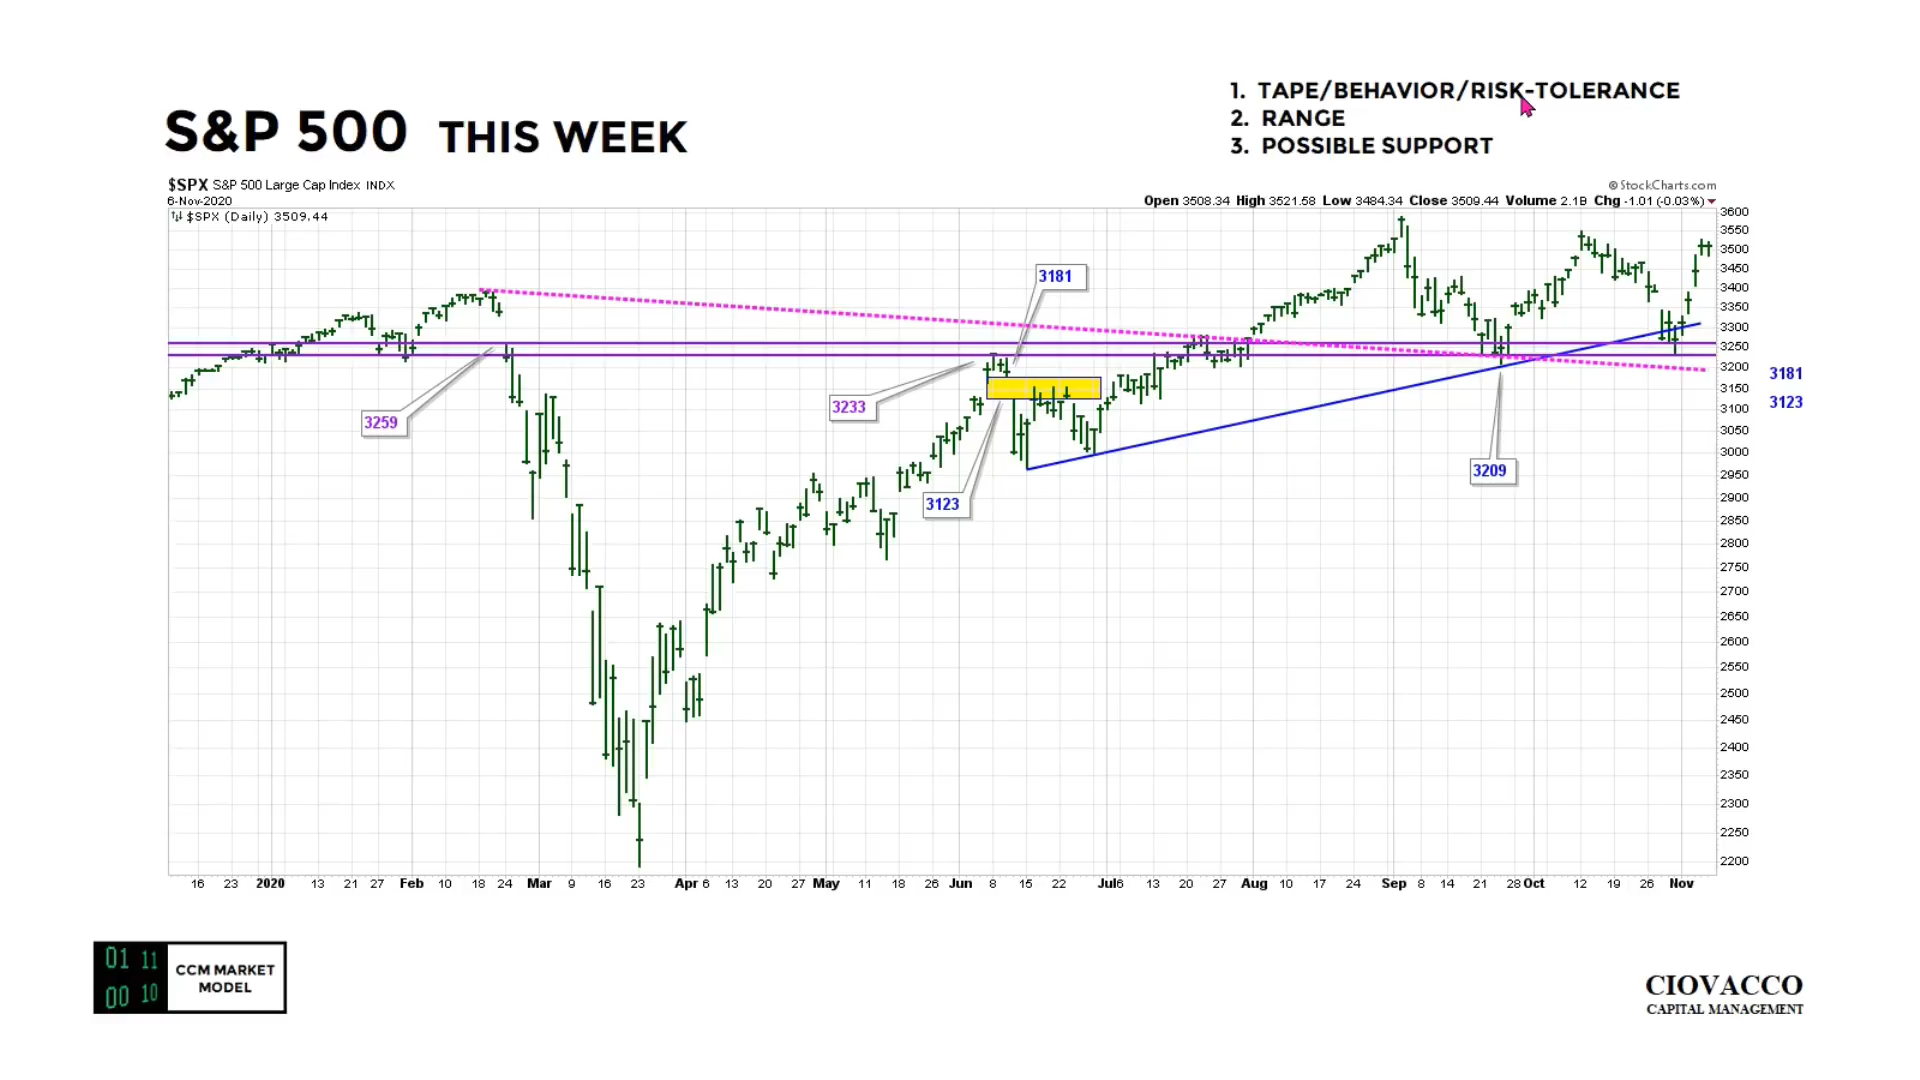 S&P 500 THIS WEEK
1. TAPE/BEHAVIOR/RISK-TOLERANCE
2. RANGE
3. POSSIBLE SUPPORT
$SPX S&P 500 Large Cap Index INDX
© StockCharts.com
6-Nov-2020
Open 3508.34 High 3521.58 Low 3484.34 Close 3509.44 Volume 2.1B Chg -1.01 (-0.03%)
$SPX (Daily) 3509.44
3600
3550
3500
3450
3400
3350
3300
3250
3200
3150
3100
3050
3000
2950
2900
2850
2800
2750
2700
2650
2600
2550
2500
2450
2400
2350
2300
2250
2200
3181
3259
3233
3123
3209
3181
3123
16 23 2020 13 21 27 Feb 10 18 24 Mar 9 16 23 Apr 6 13 20 27 May 11 18 26 Jun 8 15 22 Jul 6 13 20 27 Aug 10 17 24 Sep 8 14 21 28 Oct 12 19 26 Nov
01 11
00 10
CCM MARKET
MODEL
CIOVACCO
CAPITAL MANAGEMENT